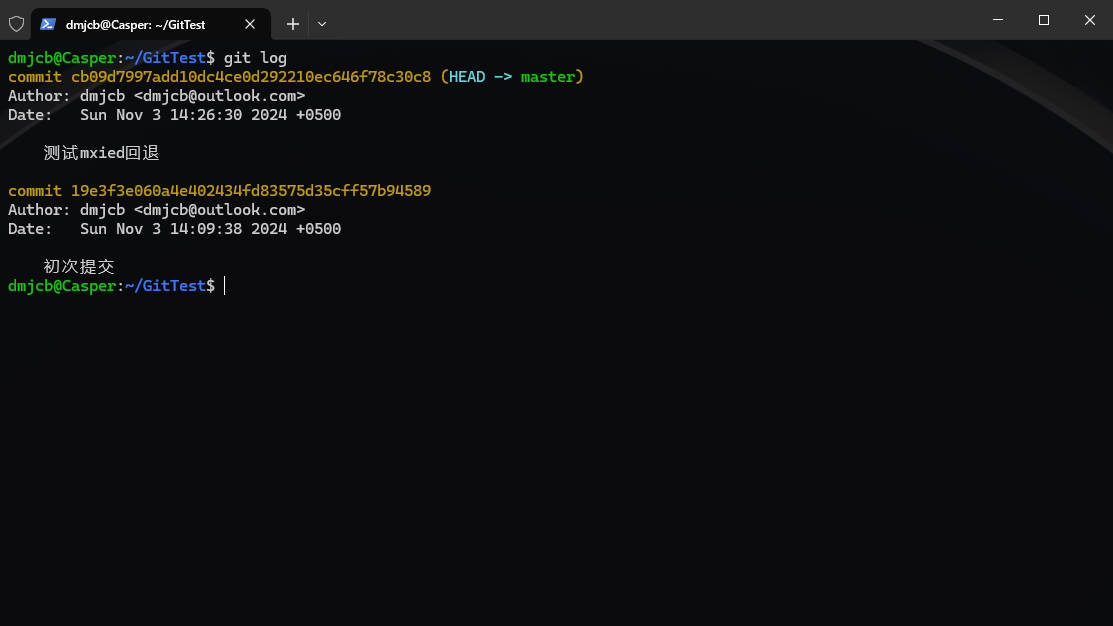 dmjcb@Casper: ~/GitTest
dmjcb@Casper:~/GitTest$ git log
commit cb09d7997add10dc4ce0d292210ec646f78c30c8 (HEAD -> master)
Author: dmjcb <dmjcb@outlook.com>
Date:   Sun Nov 3 14:26:30 2024 +0500
测试mxied回退
commit 19e3f3e060a4e402434fd83575d35cff57b94589
Author: dmjcb <dmjcb@outlook.com>
Date:   Sun Nov 3 14:09:38 2024 +0500
初次提交
dmjcb@Casper:~/GitTest$